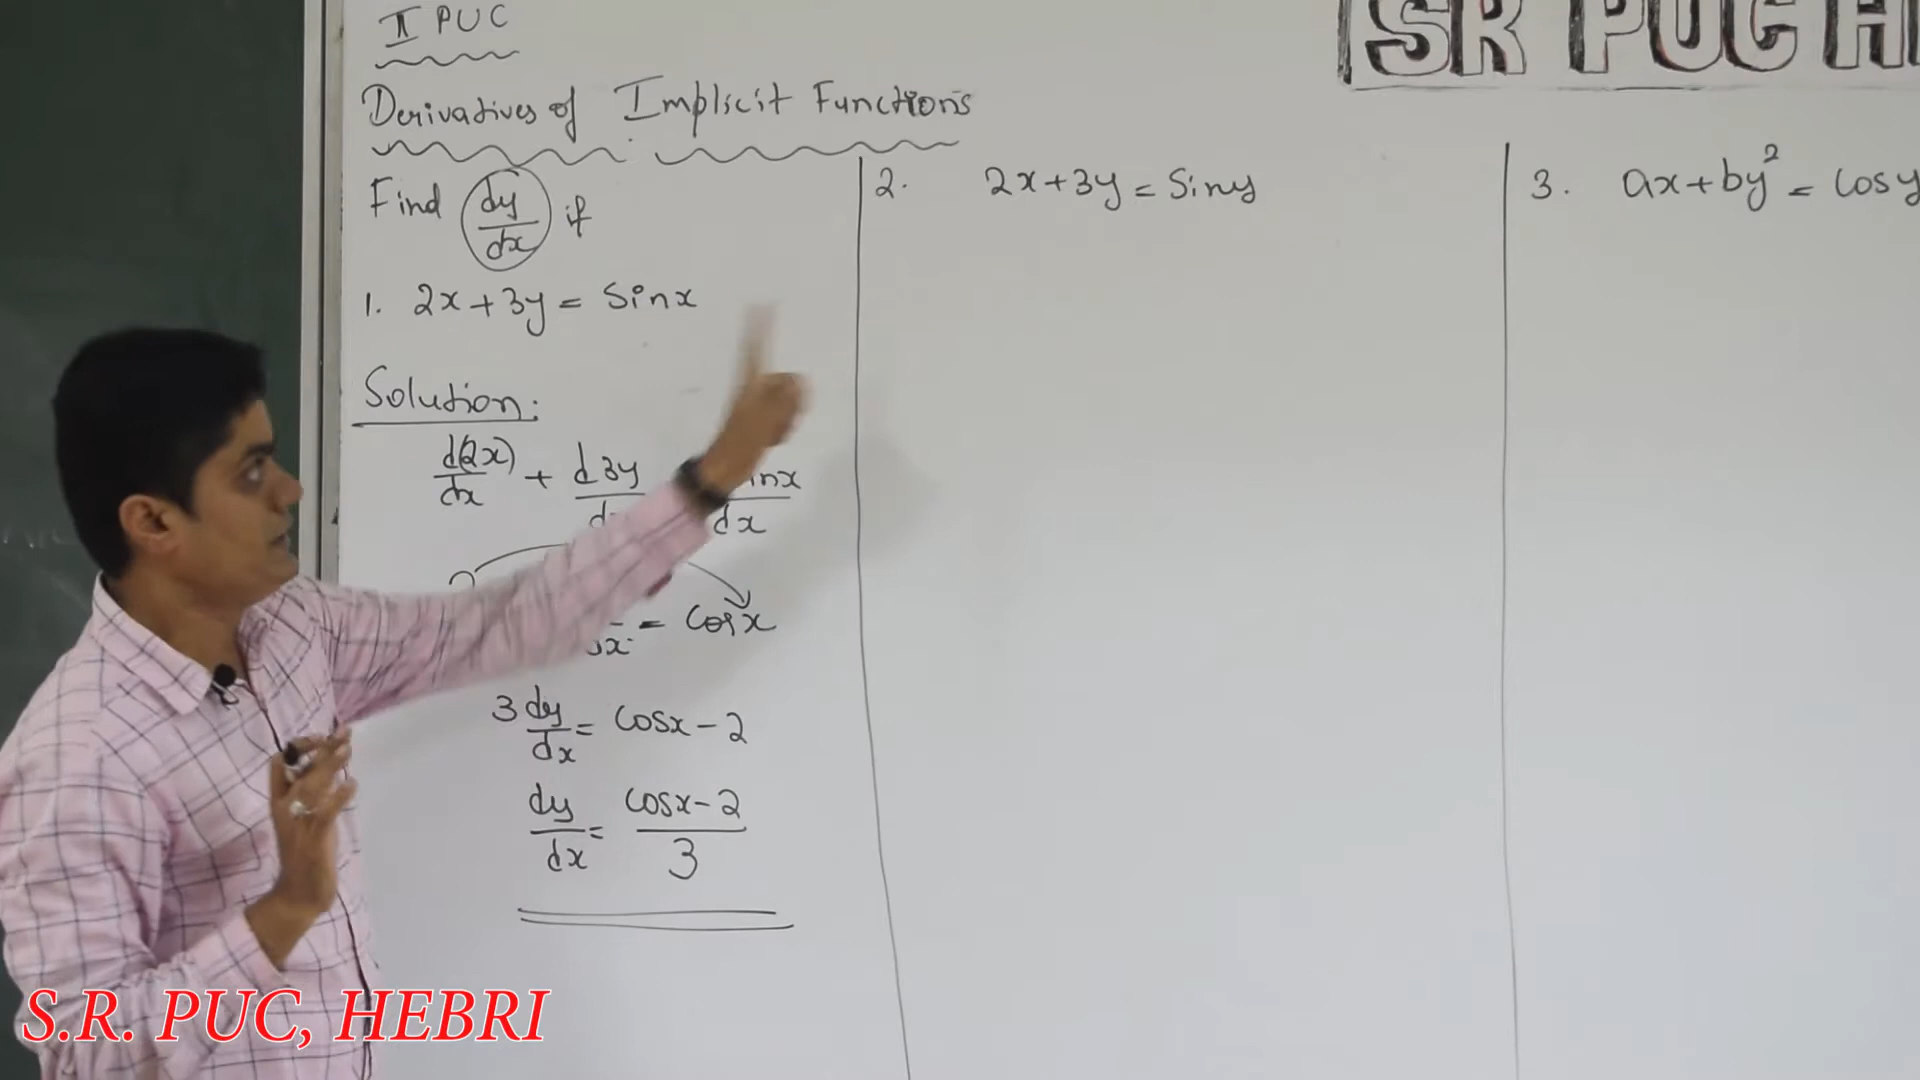 II PUC
SR PUC H
Derivatives of Implicit Functions
Find dy/dx if
1. 2x + 3y = Sinx
Solution:
d(2x)/dx + d3y
dx
= Cosx
3 dy/dx = Cosx - 2
dy/dx = Cosx - 2/3
2. 2x + 3y = Siny
3. ax + by² = Cosy
S.R. PUC, HEBRI